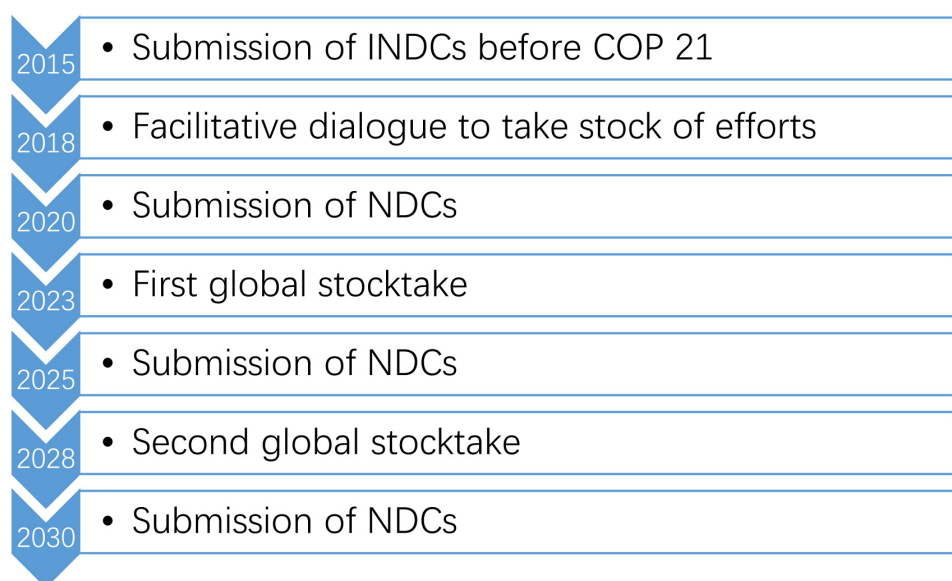 2015
• Submission of INDCs before COP 21
2018
• Facilitative dialogue to take stock of efforts
2020
• Submission of NDCs
2023
• First global stocktake
2025
• Submission of NDCs
2028
• Second global stocktake
2030
• Submission of NDCs